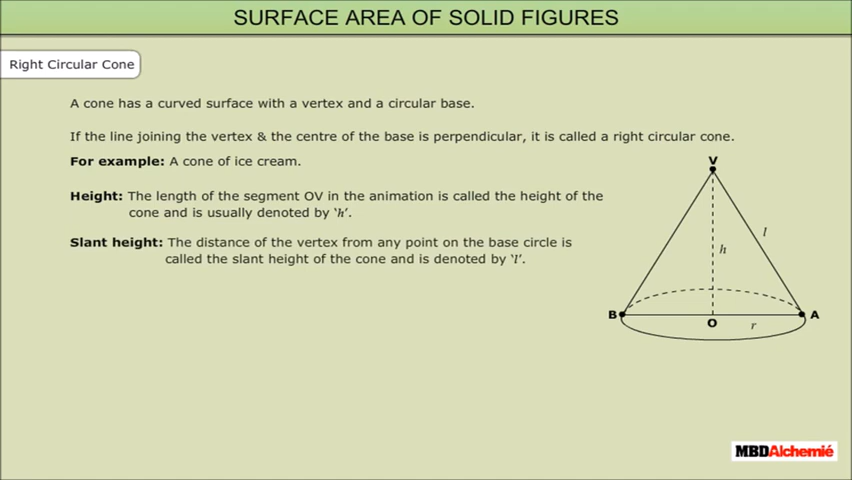 SURFACE AREA OF SOLID FIGURES
Right Circular Cone
A cone has a curved surface with a vertex and a circular base.
If the line joining the vertex & the centre of the base is perpendicular, it is called a right circular cone.
For example: A cone of ice cream.
Height: The length of the segment OV in the animation is called the height of the
cone and is usually denoted by ‘h’.
Slant height: The distance of the vertex from any point on the base circle is
called the slant height of the cone and is denoted by ‘l’.
V
l
h
B
O
r
A
MBDAlchemié